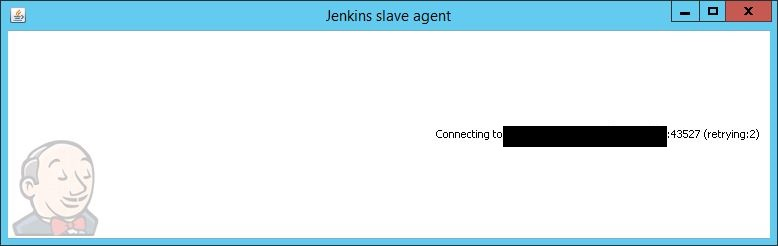 Jenkins slave agent
Connecting to :43527 (retrying:2)